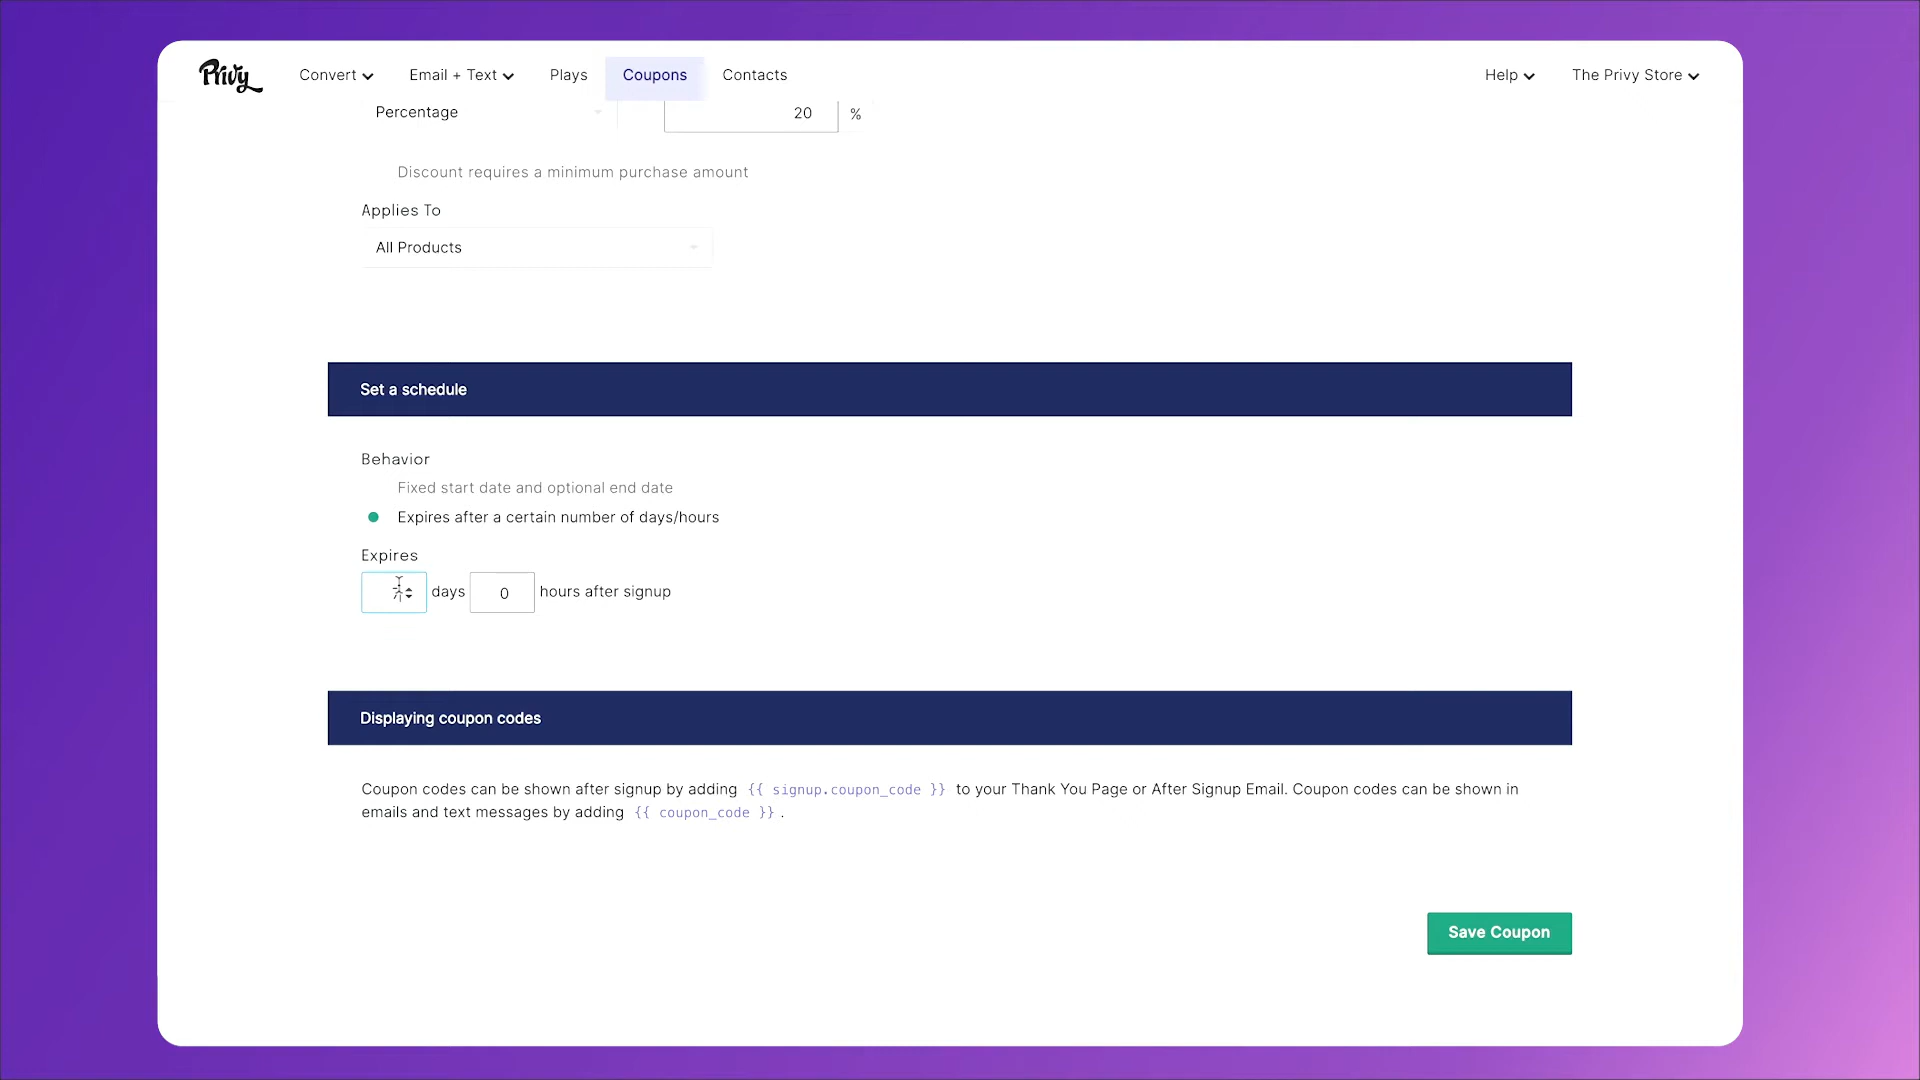 Privy
Convert
Email + Text
Plays
Coupons
Contacts
Help
The Privy Store
Percentage
20 %
Discount requires a minimum purchase amount
Applies To
All Products
Set a schedule
Behavior
Fixed start date and optional end date
Expires after a certain number of days/hours
Expires
days 0 hours after signup
Displaying coupon codes
Coupon codes can be shown after signup by adding {{ signup.coupon_code }} to your Thank You Page or After Signup Email. Coupon codes can be shown in
emails and text messages by adding {{ coupon_code }} .
Save Coupon